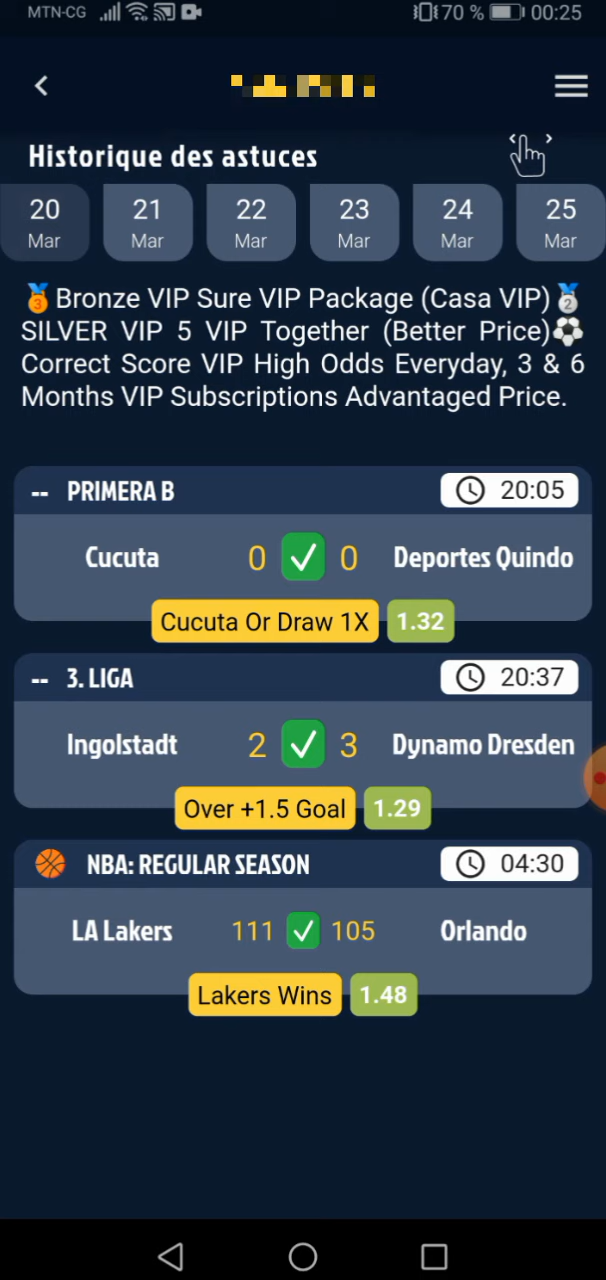 MTN-CG 70 % 00:25
Historique des astuces
20 21 22 23 24 25
Mar Mar Mar Mar Mar Mar
Bronze VIP Sure VIP Package (Casa VIP)
SILVER VIP 5 VIP Together (Better Price)
Correct Score VIP High Odds Everyday, 3 & 6
Months VIP Subscriptions Advantaged Price.
-- PRIMERA B 20:05
Cucuta 0 0 Deportes Quindo
Cucuta Or Draw 1X 1.32
-- 3. LIGA 20:37
Ingolstadt 2 3 Dynamo Dresden
Over +1.5 Goal 1.29
NBA: REGULAR SEASON 04:30
LA Lakers 111 105 Orlando
Lakers Wins 1.48